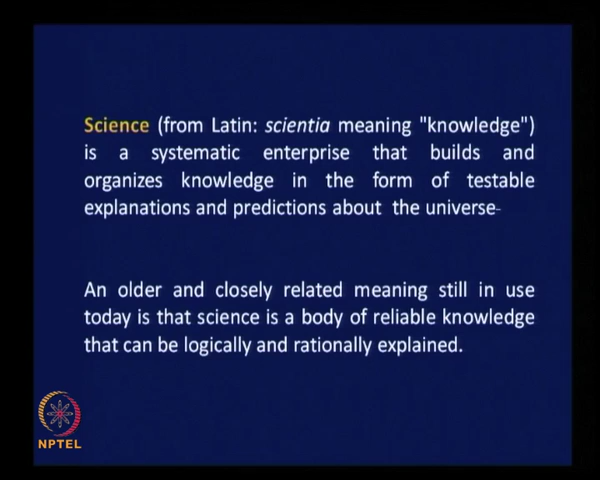 Science (from Latin: scientia meaning "knowledge")
is a systematic enterprise that builds and
organizes knowledge in the form of testable
explanations and predictions about the universe-
An older and closely related meaning still in use
today is that science is a body of reliable knowledge
that can be logically and rationally explained.
NPTEL